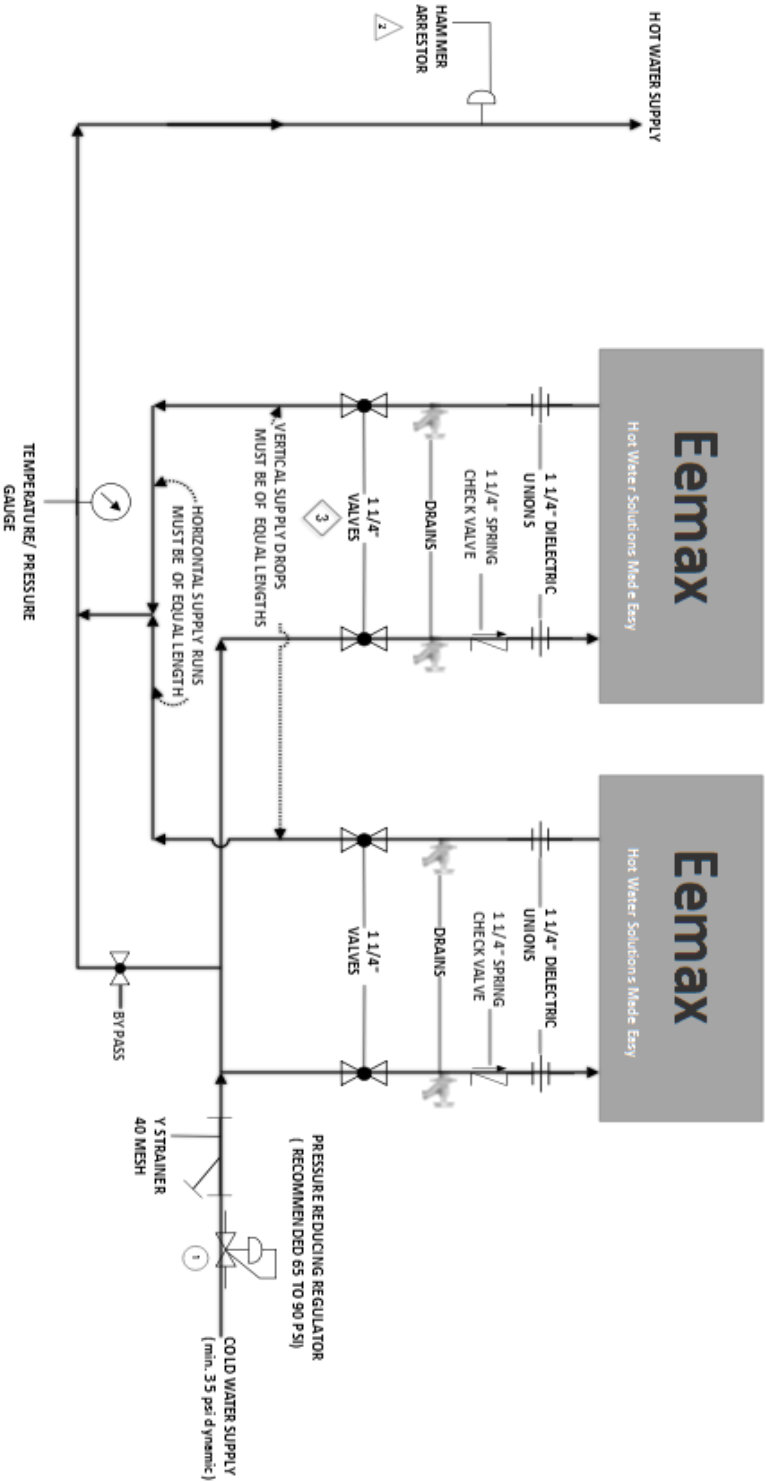 Eemax
Hot Water Solutions Made Easy
Eemax
Hot Water Solutions Made Easy
HOT WATER SUPPLY
HAMMER
ARRESTOR
2
1 1/4" DIELECTRIC
UNIONS
1 1/4" SPRING
CHECK VALVE
DRAINS
1 1/4"
VALVES
3
VERTICAL SUPPLY DROPS
MUST BE OF EQUAL LENGTHS
HORIZONTAL SUPPLY RUNS
MUST BE OF EQUAL LENGTH
TEMPERATURE/ PRESSURE
GAUGE
1 1/4" DIELECTRIC
UNIONS
1 1/4" SPRING
CHECK VALVE
DRAINS
1 1/4"
VALVES
BYPASS
PRESSURE REDUCING REGULATOR
( RECOMMENDED 65 TO 90 PSI)
Y STRAINER
40 MESH
1
COLD WATER SUPPLY
(min. 35 psi dynamic)